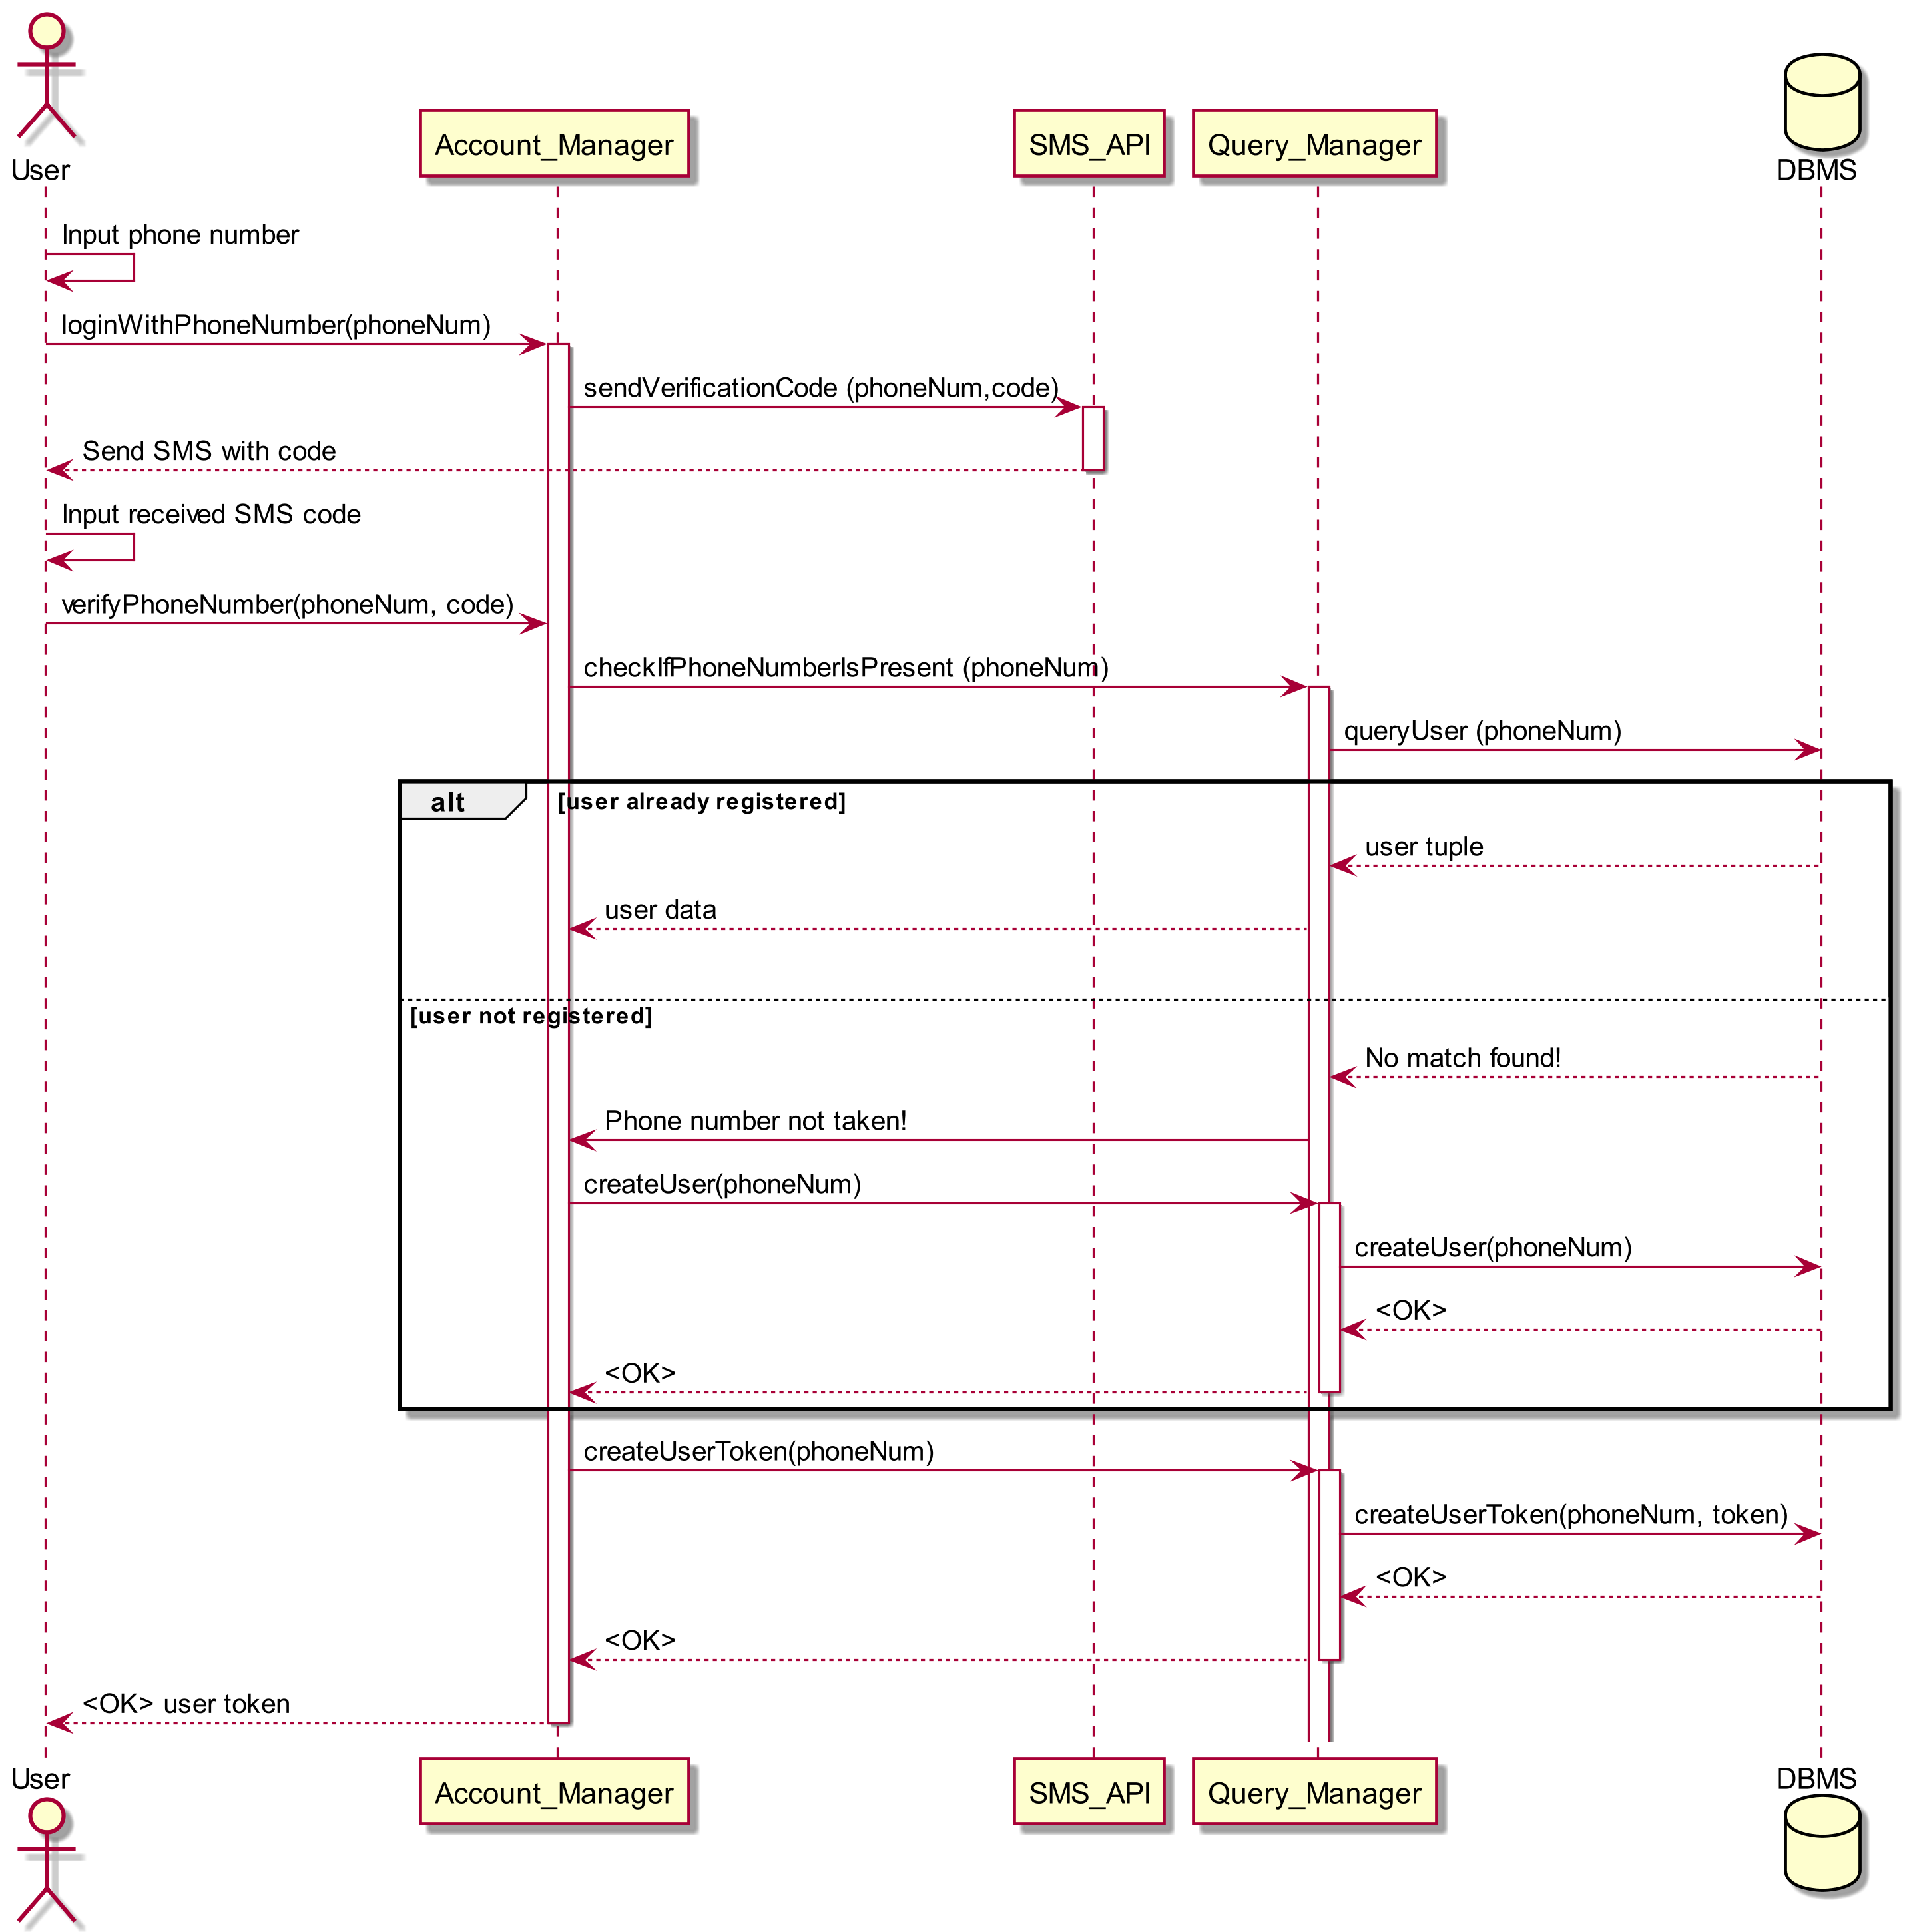 User
Account_Manager
SMS_API
Query_Manager
DBMS
Input phone number
loginWithPhoneNumber(phoneNum)
sendVerificationCode (phoneNum,code)
Send SMS with code
Input received SMS code
verifyPhoneNumber(phoneNum, code)
checkIfPhoneNumberIsPresent (phoneNum)
queryUser (phoneNum)
alt
[user already registered]
user tuple
user data
[user not registered]
No match found!
Phone number not taken!
createUser(phoneNum)
createUser(phoneNum)
<OK>
<OK>
createUserToken(phoneNum)
createUserToken(phoneNum, token)
<OK>
<OK>
<OK> user token
User
Account_Manager
SMS_API
Query_Manager
DBMS